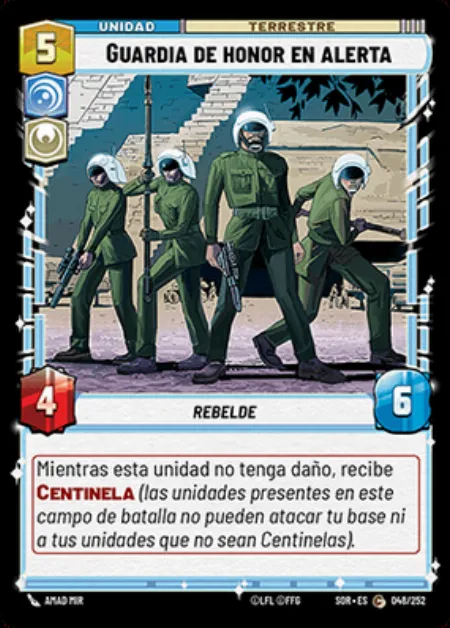 UNIDAD
TERRESTRE
5
GUARDIA DE HONOR EN ALERTA
4
REBELDE
6
Mientras esta unidad no tenga daño, recibe
CENTINELA (las unidades presentes en este
campo de batalla no pueden atacar tu base ni
a tus unidades que no sean Centinelas).
AMAD MIR
©LFL ©FFG
SOR•ES C 048/252